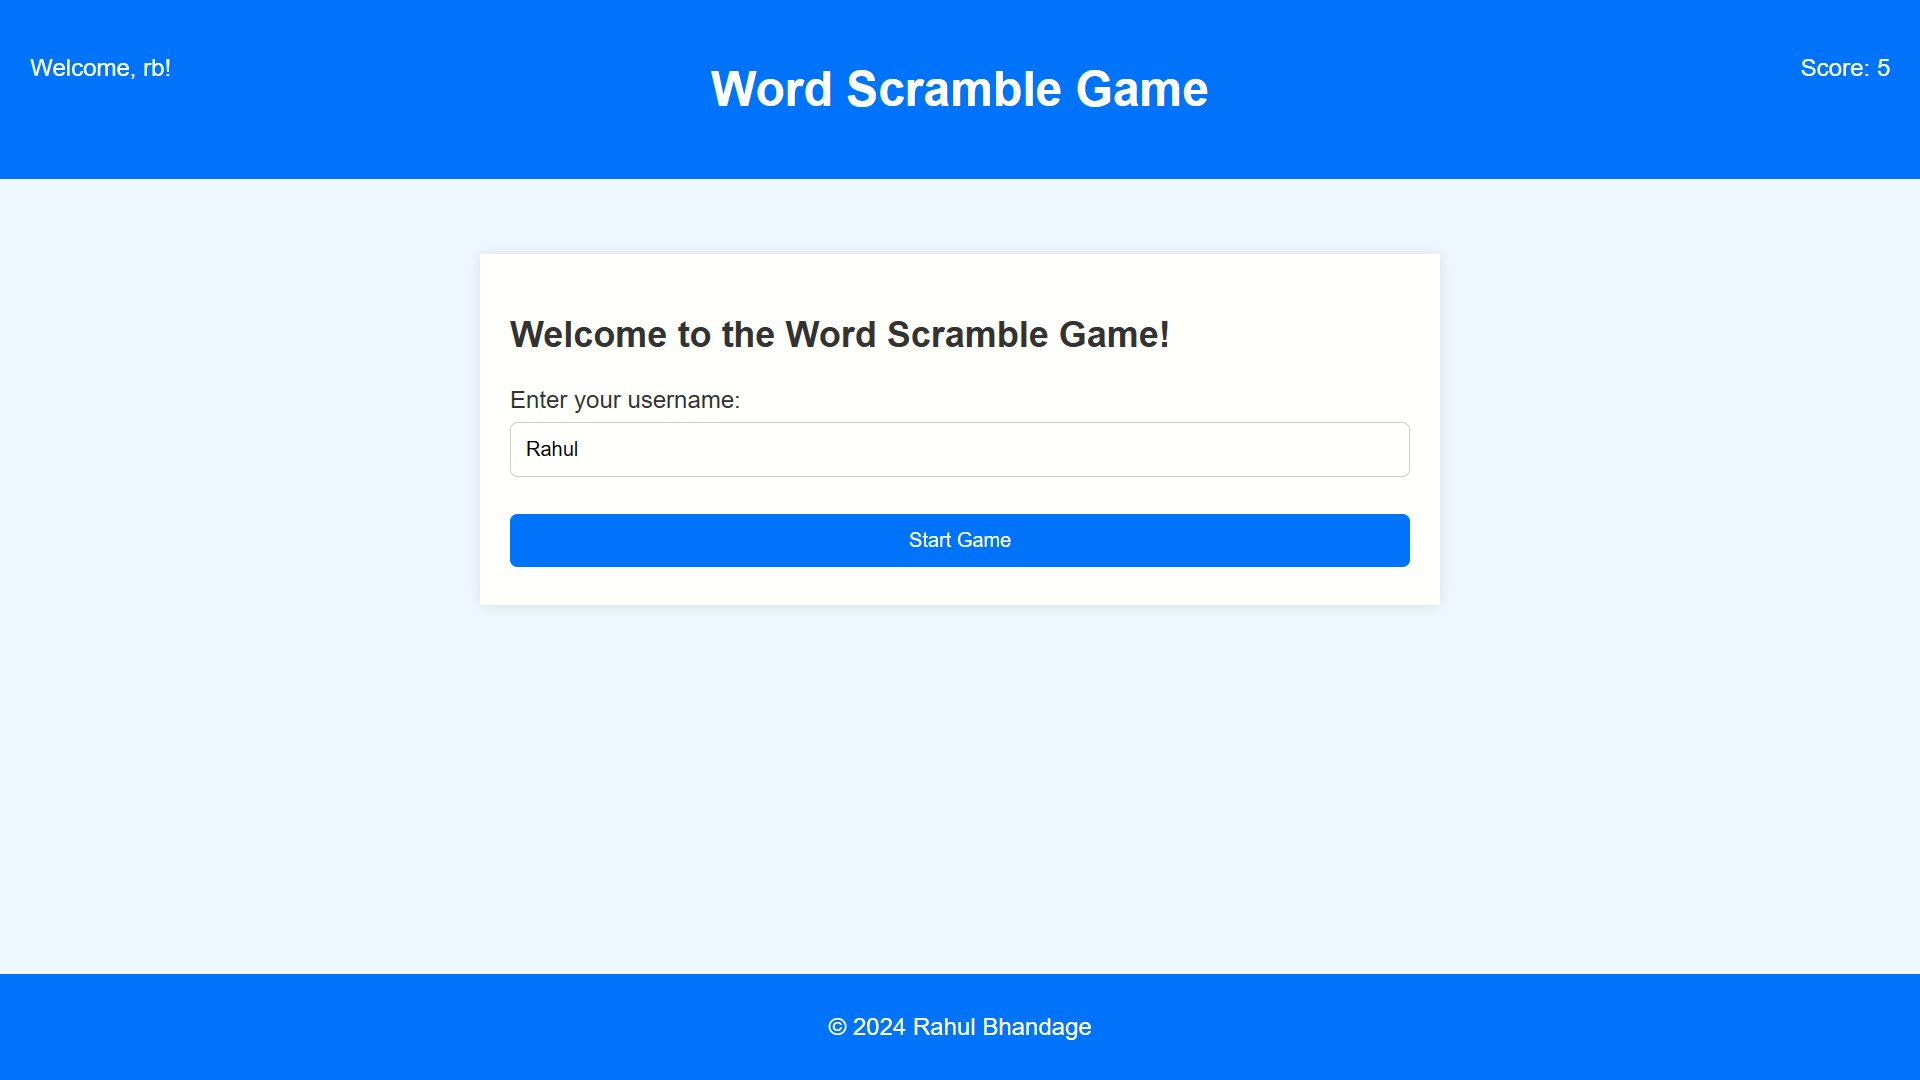 Welcome, rb!
Word Scramble Game
Score: 5
Welcome to the Word Scramble Game!
Enter your username:
Rahul
Start Game
© 2024 Rahul Bhandage